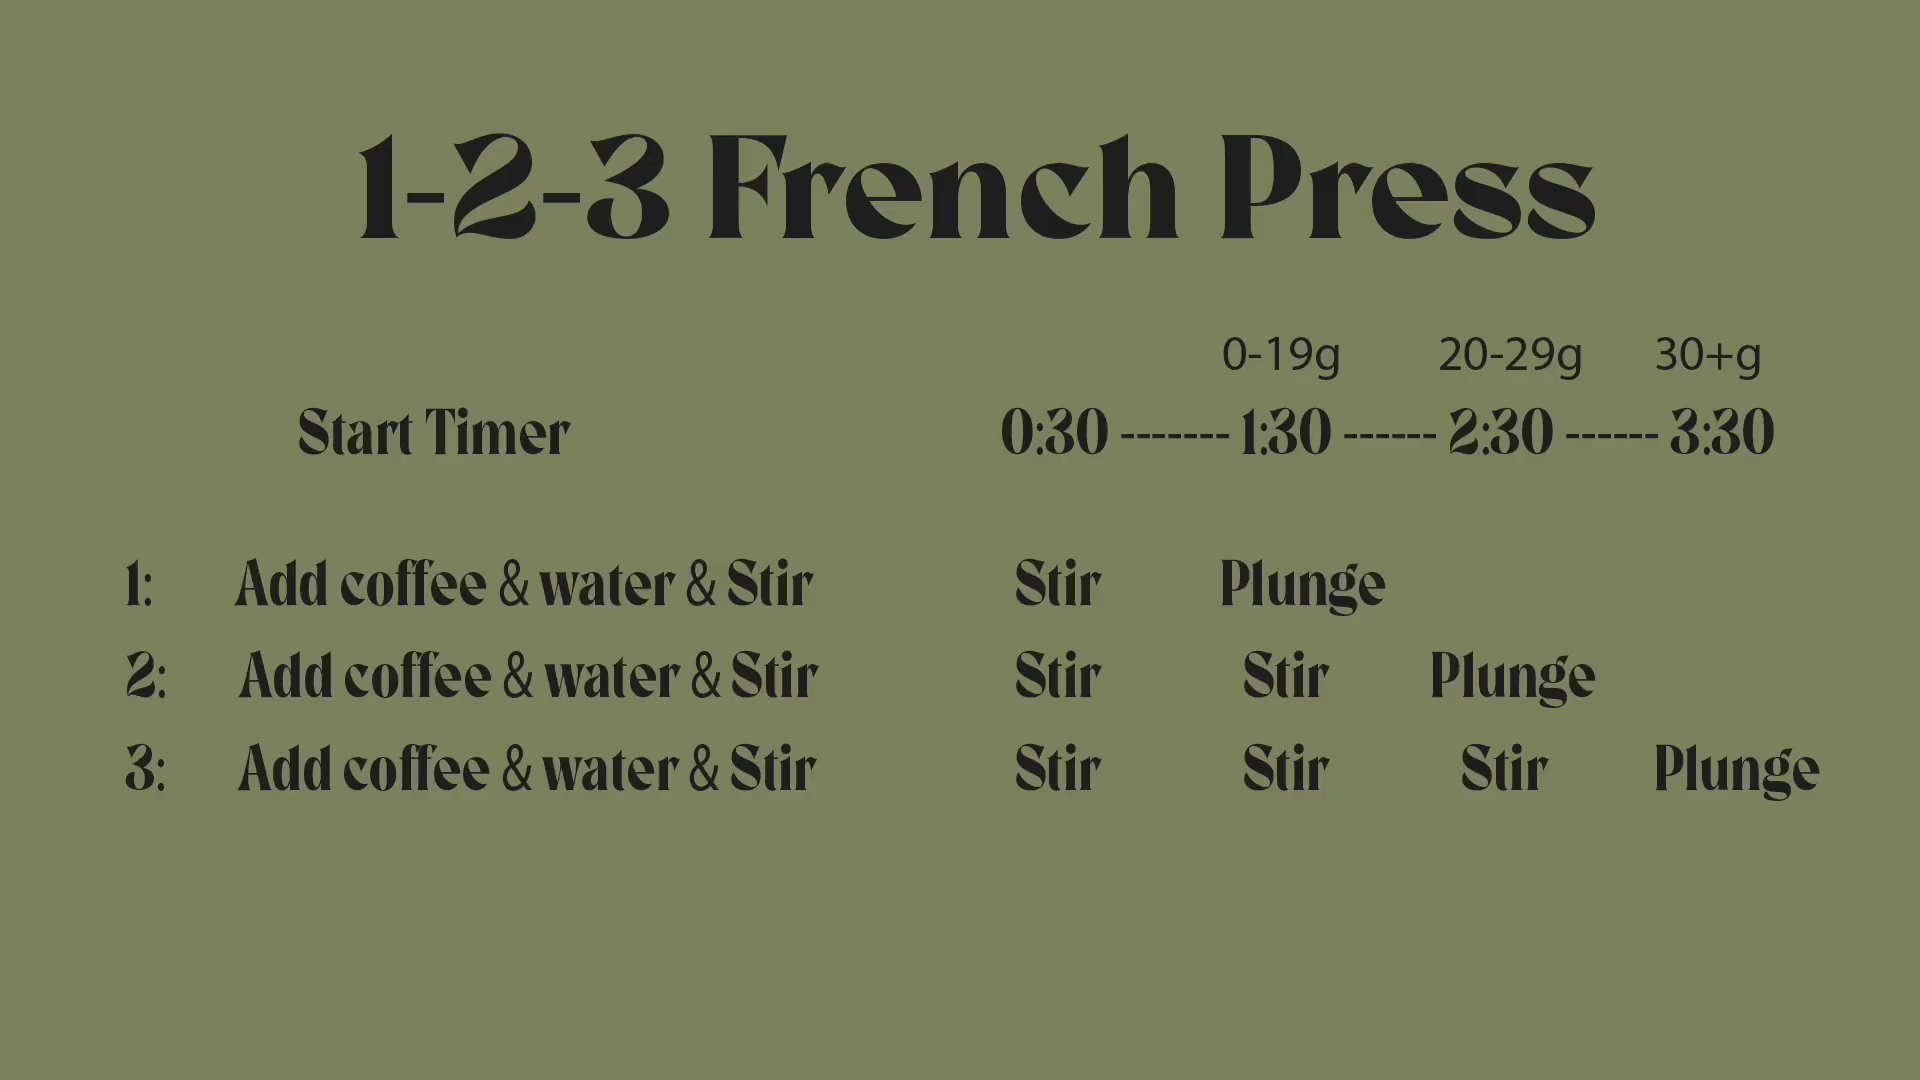 1-2-3 French Press
0-19g 20-29g 30+g
Start Timer 0:30 ------- 1:30 ------ 2:30 ------ 3:30
1: Add coffee & water & Stir Stir Plunge
2: Add coffee & water & Stir Stir Stir Plunge
3: Add coffee & water & Stir Stir Stir Stir Plunge